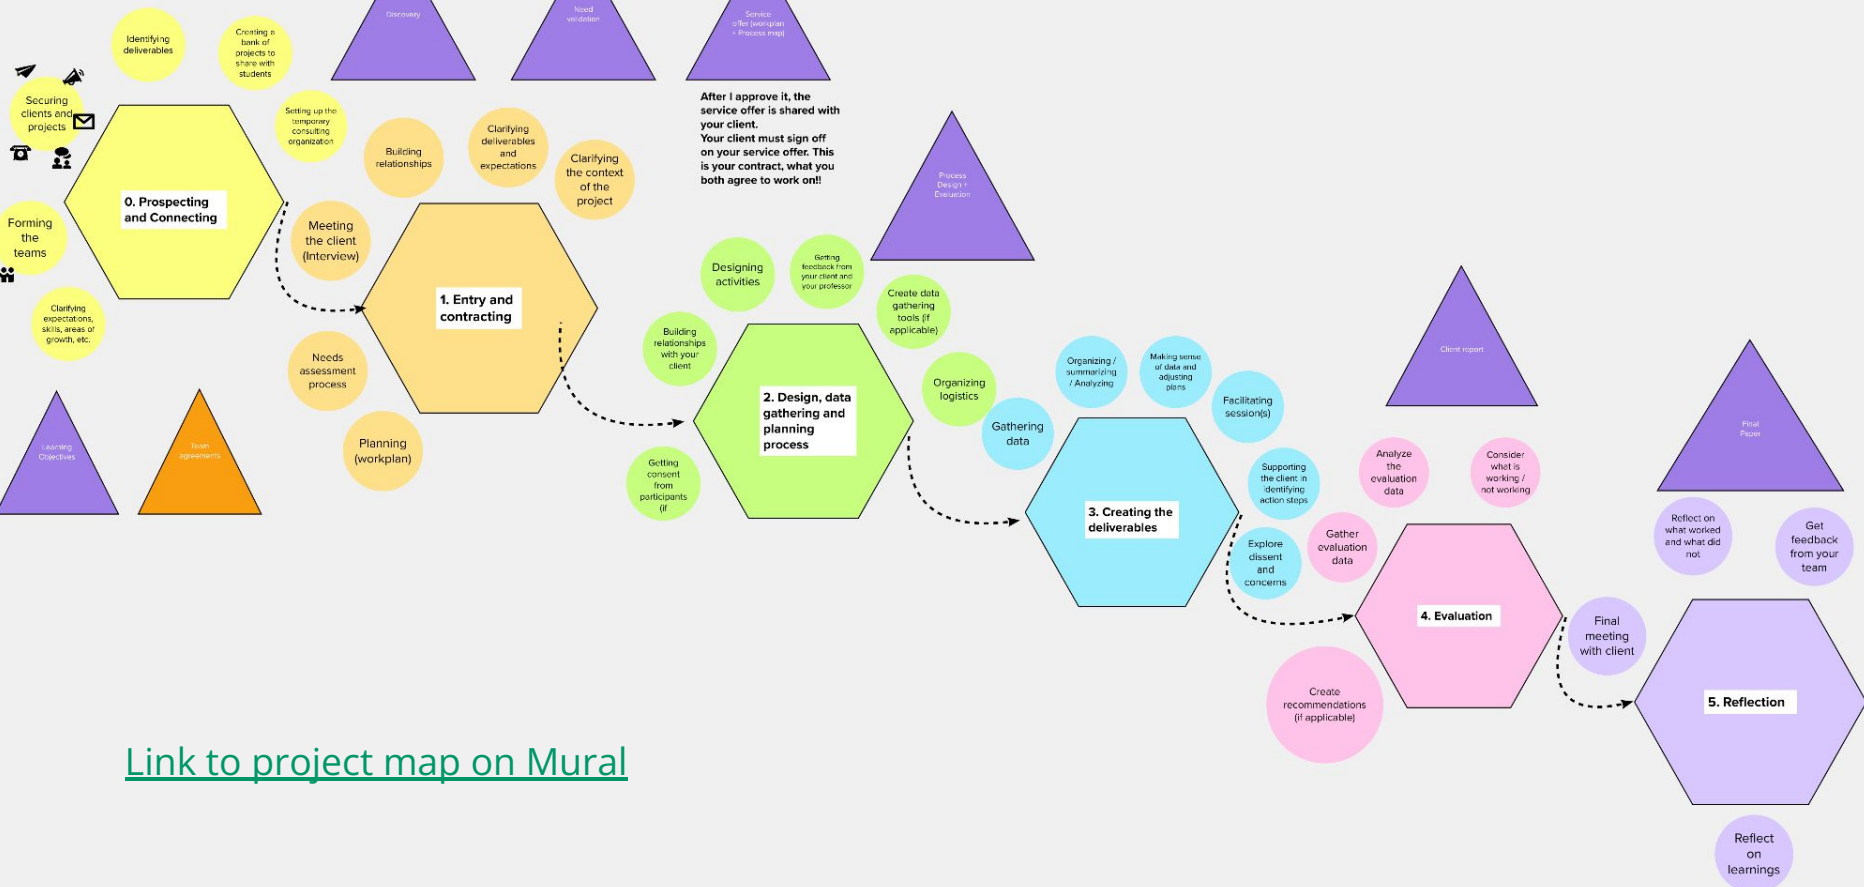 Identifying
deliverables
Creating a
bank of
projects to
share with
students
Securing
clients and
projects
Setting up the
temporary
consulting
organization
0. Prospecting
and Connecting
Forming
the
teams
Clarifying
expectations,
skills, areas of
growth, etc.
Learning
Objectives
Team
agreements
Discovery
Need
validation
Service
offer (workplan
+ Process map)
After I approve it, the
service offer is shared with
your client.
Your client must sign off
on your service offer. This
is your contract, what you
both agree to work on!!
Building
relationships
Clarifying
deliverables
and
expectations
Clarifying
the context
of the
project
Meeting
the client
(Interview)
1. Entry and
contracting
Needs
assessment
process
Planning
(workplan)
Process
Design +
Evaluation
Designing
activities
Getting
feedback from
your client and
your professor
Create data
gathering
tools (if
applicable)
Building
relationships
with your
client
Organizing
logistics
2. Design, data
gathering and
planning
process
Getting
consent
from
participants
(if
Gathering
data
Organizing /
summarizing
/ Analyzing
Making sense
of data and
adjusting
plans
Facilitating
session(s)
Supporting
the client in
identifying
action steps
Explore
dissent
and
concerns
3. Creating the
deliverables
Client report
Analyze
the
evaluation
data
Consider
what is
working /
not working
Gather
evaluation
data
4. Evaluation
Create
recommendations
(if applicable)
Final
Paper
Reflect on
what worked
and what did
not
Get
feedback
from your
team
Final
meeting
with client
5. Reflection
Reflect
on
learnings
Link to project map on Mural